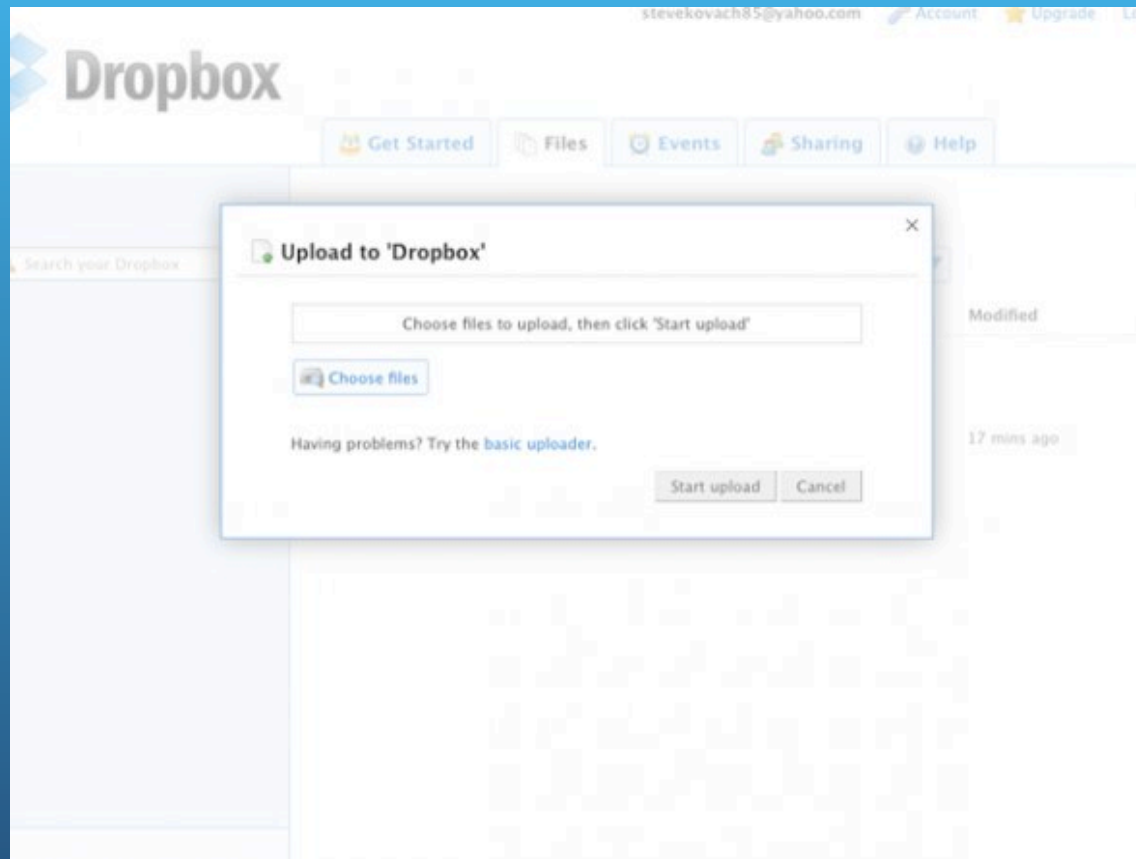 stevekovach85@yahoo.com Account Upgrade
Dropbox
Get Started Files Events Sharing Help
Upload to 'Dropbox'
Search your Dropbox
Choose files to upload, then click 'Start upload'
Modified
Choose files
Having problems? Try the basic uploader.
17 mins ago
Start upload Cancel